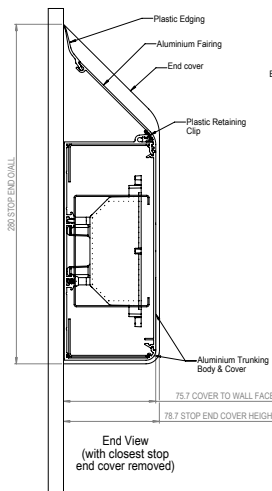 Plastic Edging
Aluminium Fairing
End cover
E
Plastic Retaining
Clip
280 STOP END O/ALL
Aluminium Trunking
Body & Cover
75.7 COVER TO WALL FACE
78.7 STOP END COVER HEIGH
End View
(with closest stop
end cover removed)